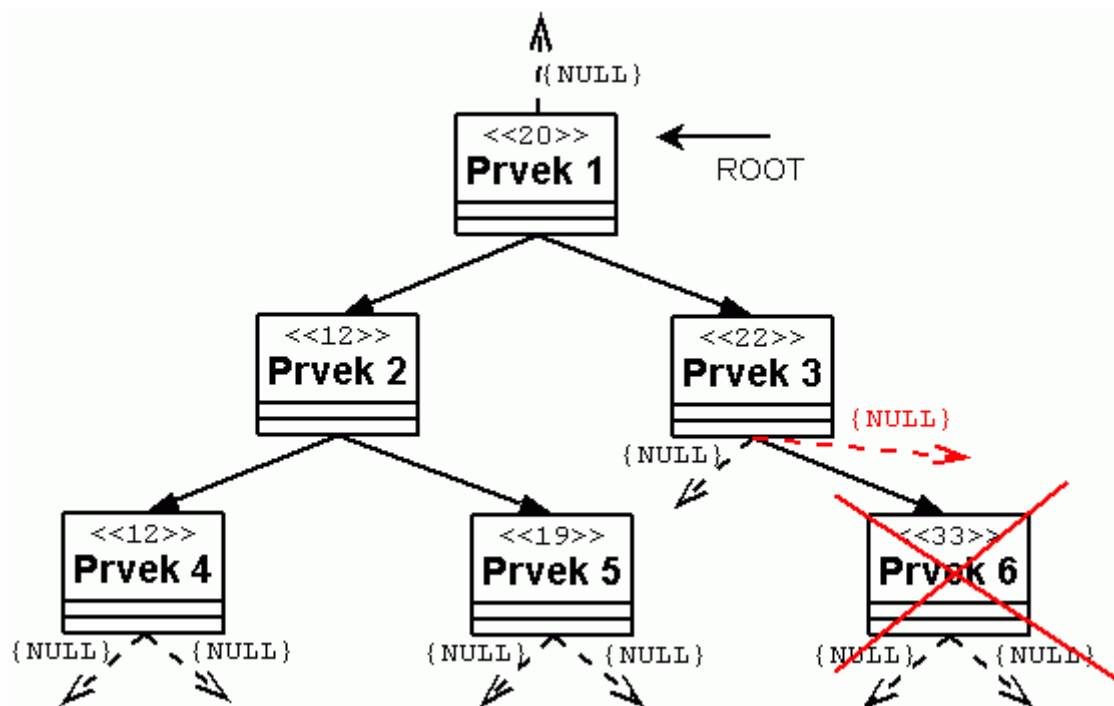 {NULL}
<<20>>
Prvek 1
ROOT
<<12>>
Prvek 2
<<22>>
Prvek 3
{NULL}
{NULL}
<<12>>
Prvek 4
<<19>>
Prvek 5
<<33>>
Prvek 6
{NULL}
{NULL}
{NULL}
{NULL}
{NULL}
{NULL}